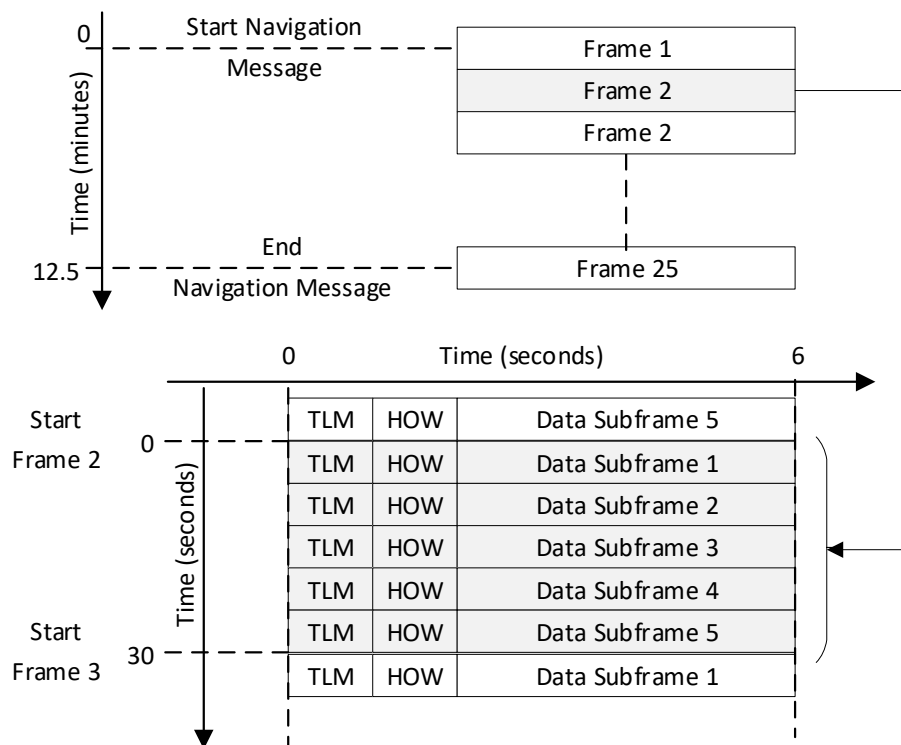 0
Start Navigation
Message
Time (minutes)
Frame 1
Frame 2
Frame 2
End
12.5
Navigation Message
Frame 25
0
Time (seconds)
6
Start
Frame 2
0
Time (seconds)
TLM HOW Data Subframe 5
TLM HOW Data Subframe 1
TLM HOW Data Subframe 2
TLM HOW Data Subframe 3
TLM HOW Data Subframe 4
TLM HOW Data Subframe 5
Start
Frame 3
30
TLM HOW Data Subframe 1